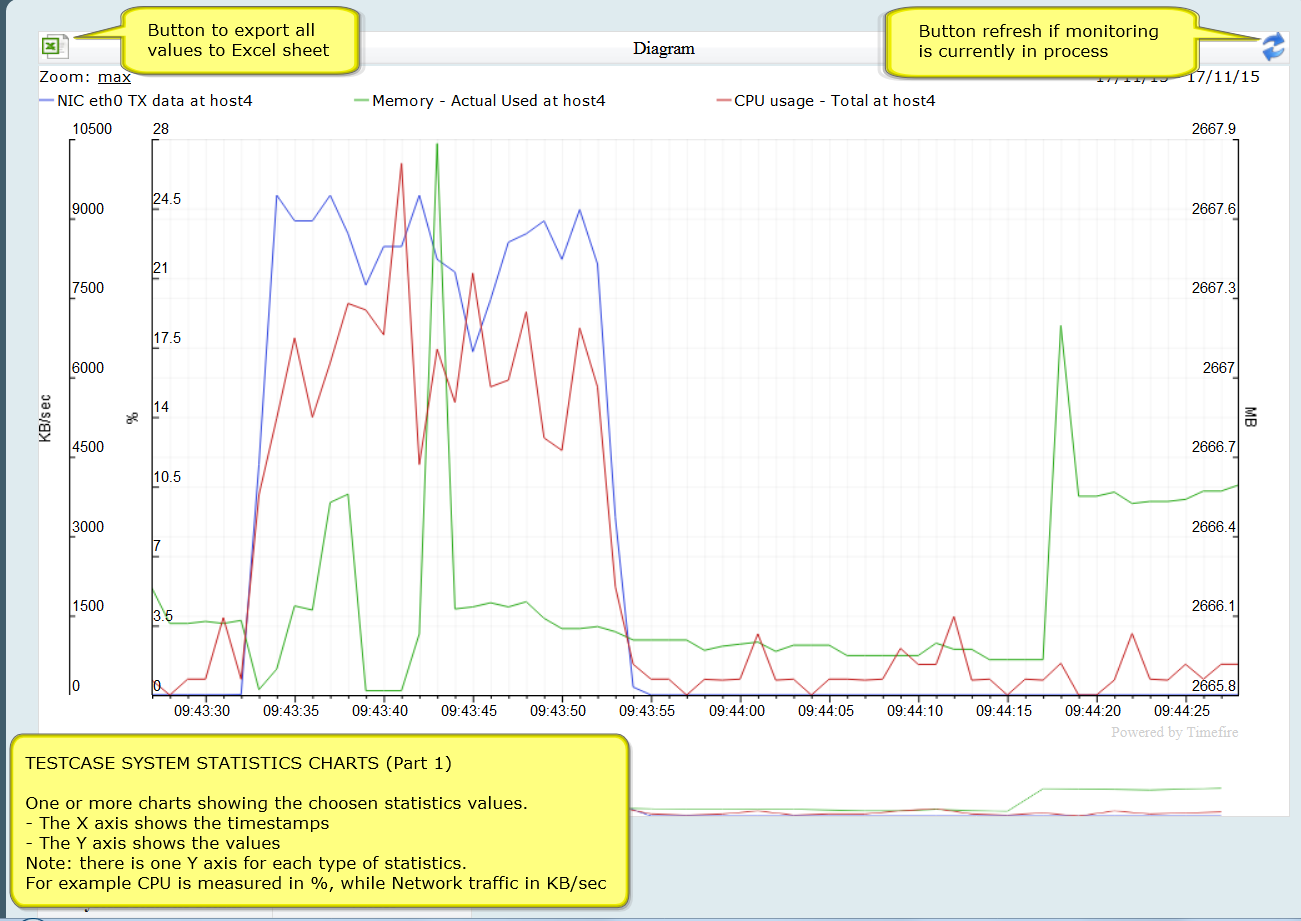 Button to export all
values to Excel sheet
Diagram
Button refresh if monitoring
is currently in process
Zoom: max
17/11/15 17/11/15
NIC eth0 TX data at host4
Memory - Actual Used at host4
CPU usage - Total at host4
10500
9000
7500
6000
4500
3000
1500
0
KB/sec
28
24.5
21
17.5
14
10.5
7
3.5
0
%
2667.9
2667.6
2667.3
2667
2666.7
2666.4
2666.1
2665.8
MB
09:43:30 09:43:35 09:43:40 09:43:45 09:43:50 09:43:55 09:44:00 09:44:05 09:44:10 09:44:15 09:44:20 09:44:25
Powered by Timefire
TESTCASE SYSTEM STATISTICS CHARTS (Part 1)
One or more charts showing the choosen statistics values.
- The X axis shows the timestamps
- The Y axis shows the values
Note: there is one Y axis for each type of statistics.
For example CPU is measured in %, while Network traffic in KB/sec